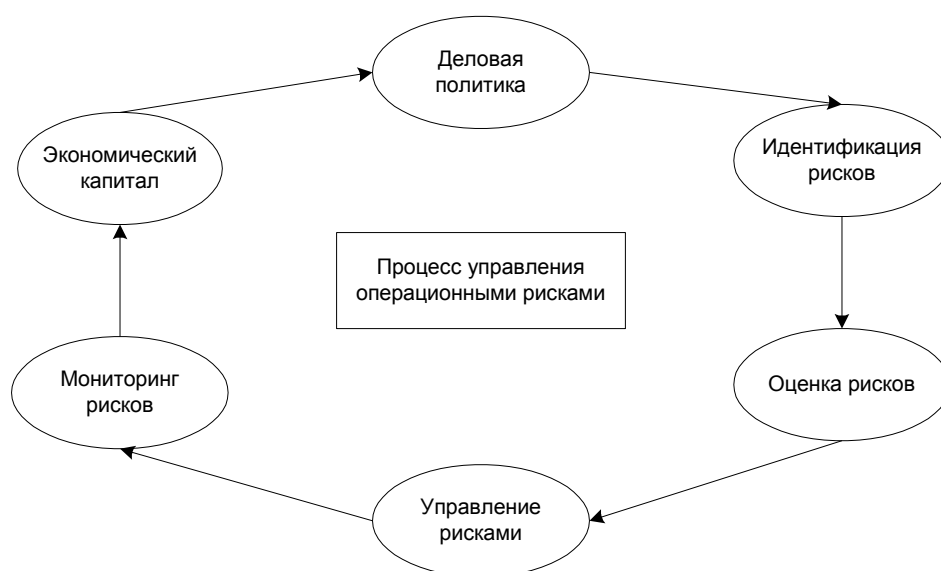 Деловая
политика
Идентификация
рисков
Оценка рисков
Управление
рисками
Мониторинг
рисков
Экономический
капитал
Процесс управления
операционными рисками